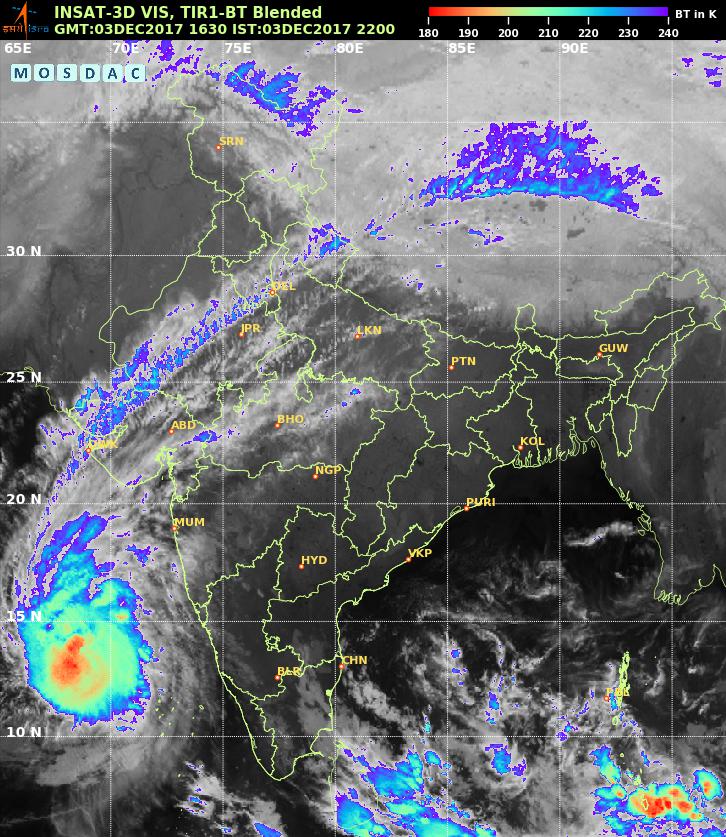 INSAT-3D VIS, TIR1-BT Blended
GMT:03DEC2017 1630 IST:03DEC2017 2200
BT in K
180 190 200 210 220 230 240
65E 70E 75E 80E 85E 90E
M O S D A C
SRN
30 N
DEL
JPR LKN
GUW
PTN
25 N
ABD BHO
KOL
NGP
20 N PURI
MUM
HYD VKP
15 N
BLR CHN
10 N